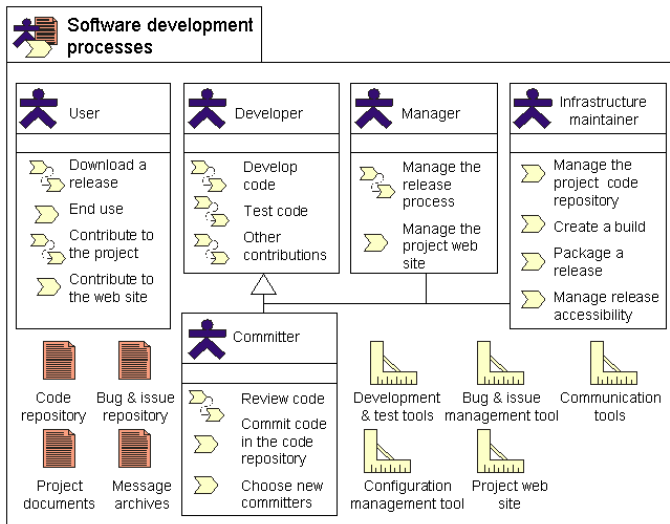 Software development
processes
User
Download a
release
End use
Contribute to
the project
Contribute to
the web site
Developer
Develop
code
Test code
Other
contributions
Manager
Manage the
release
process
Manage the
project web
site
Infrastructure
maintainer
Manage the
project code
repository
Create a build
Package a
release
Manage release
accessibility
Committer
Review code
Commit code
in the code
repository
Choose new
committers
Code
repository
Bug & issue
repository
Project
documents
Message
archives
Development
& test tools
Bug & issue
management tool
Communication
tools
Configuration
management tool
Project web
site